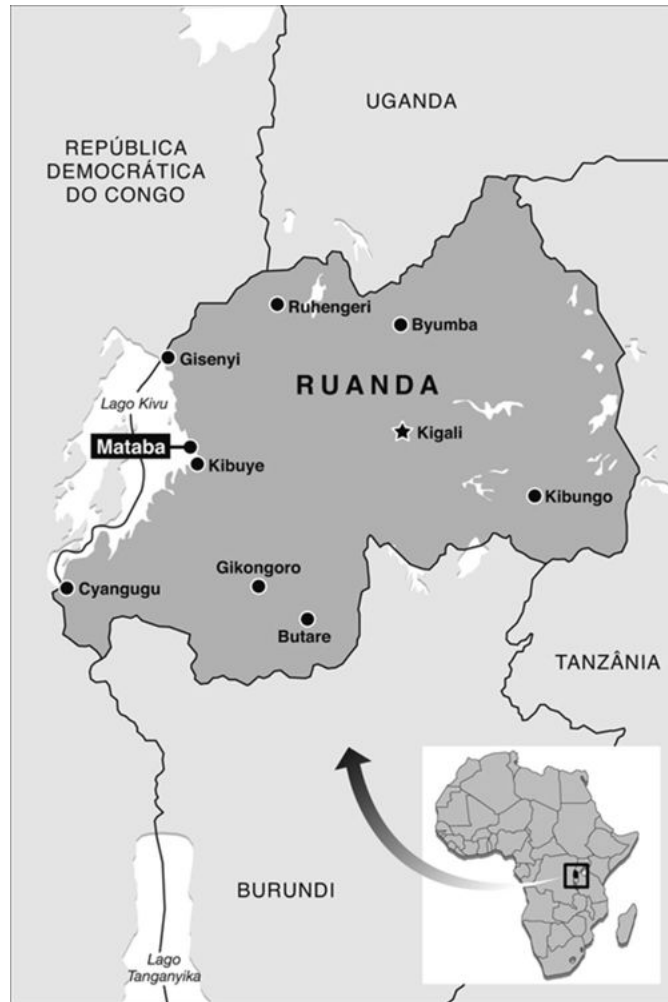 UGANDA
REPÚBLICA
DEMOCRÁTICA
DO CONGO
Ruhengeri
Byumba
Gisenyi
RUANDA
Lago Kivu
Kigali
Mataba
Kibuye
Kibungo
Gikongoro
Cyangugu
Butare
TANZÂNIA
BURUNDI
Lago
Tanganyika